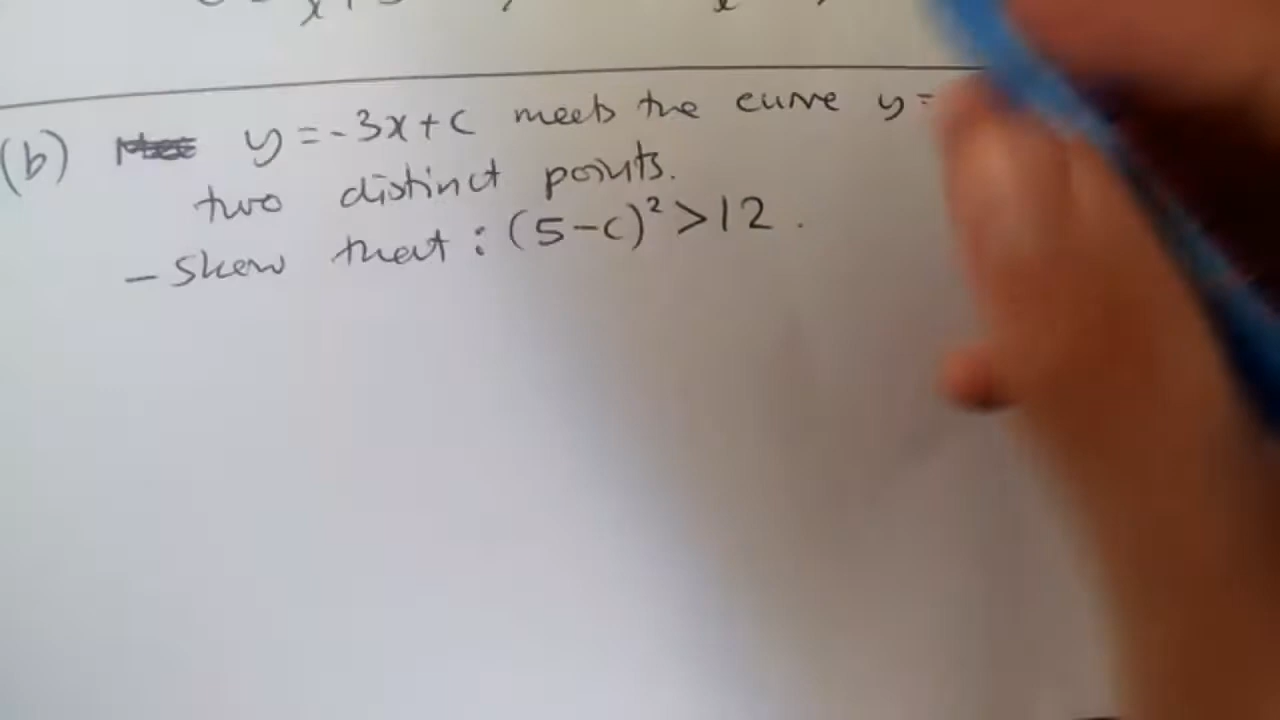 (b) y = -3x + c meets the curve y =
two distinct points.
- Show that : (5-c)² > 12 .